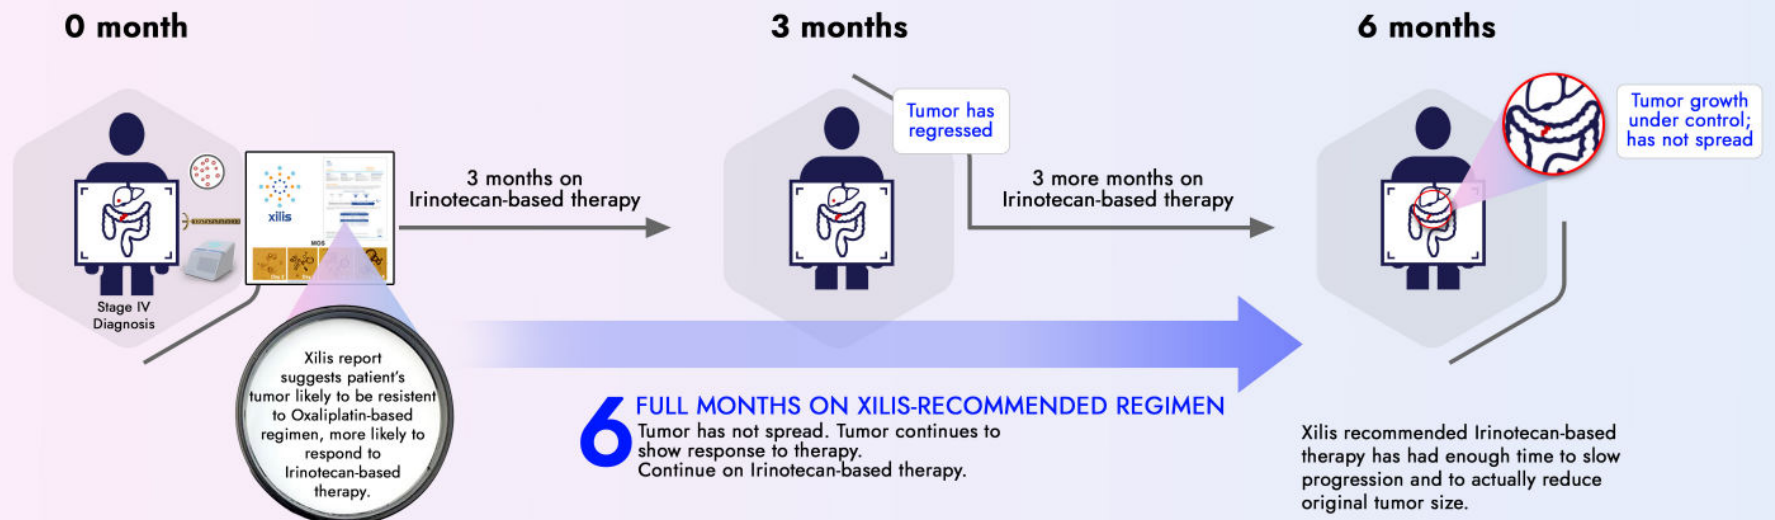 0 month
3 months
6 months
Tumor has
regressed
Tumor growth
under control;
has not spread
3 months on
Irinotecan-based therapy
3 more months on
Irinotecan-based therapy
xilis
MOS
Stage IV
Diagnosis
Xilis report
suggests patient's
tumor likely to be resistent
to Oxaliplatin-based
regimen, more likely to
respond to
Irinotecan-based
therapy.
6 FULL MONTHS ON XILIS-RECOMMENDED REGIMEN
Tumor has not spread. Tumor continues to
show response to therapy.
Continue on Irinotecan-based therapy.
Xilis recommended Irinotecan-based
therapy has had enough time to slow
progression and to actually reduce
original tumor size.